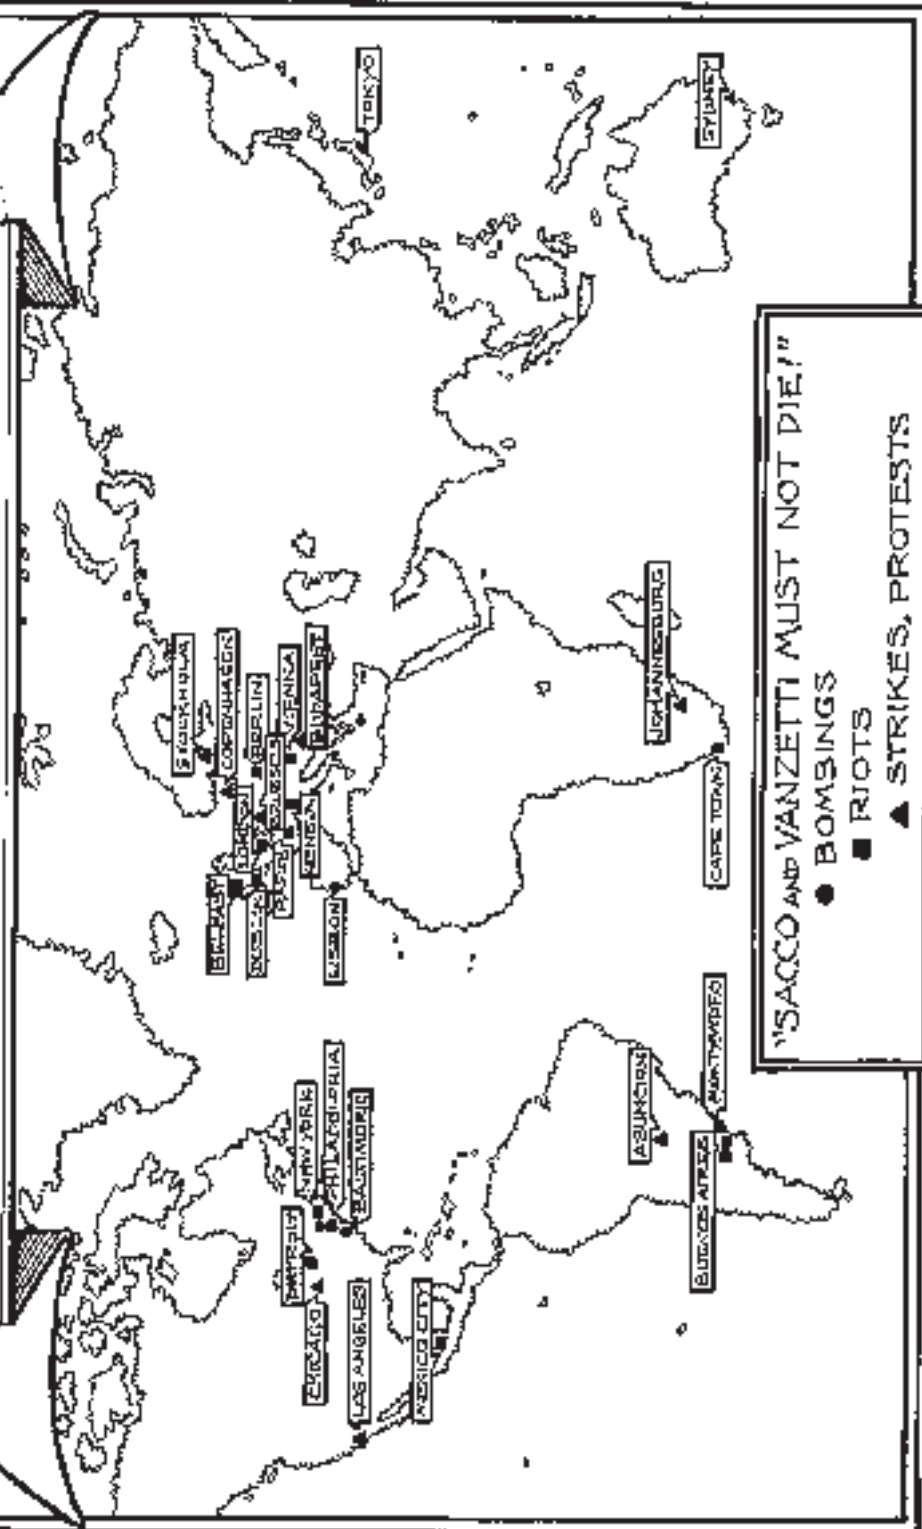 STOCKHOLM
COPENHAGEN
BERLIN
VIENNA
BUDAPEST
BRUSSELS
LONDON
BELFAST
DUBLIN
PARIS
GENEVA
LISBON
TOKYO
SYDNEY
JOHANNESBURG
CAPE TOWN
NEW YORK
PHILADELPHIA
BALTIMORE
DETROIT
CHICAGO
LOS ANGELES
MEXICO CITY
ASUNCION
MONTEVIDEO
BUENOS AIRES
"SACCO AND VANZETTI MUST NOT DIE!"
BOMBINGS
RIOTS
STRIKES, PROTESTS